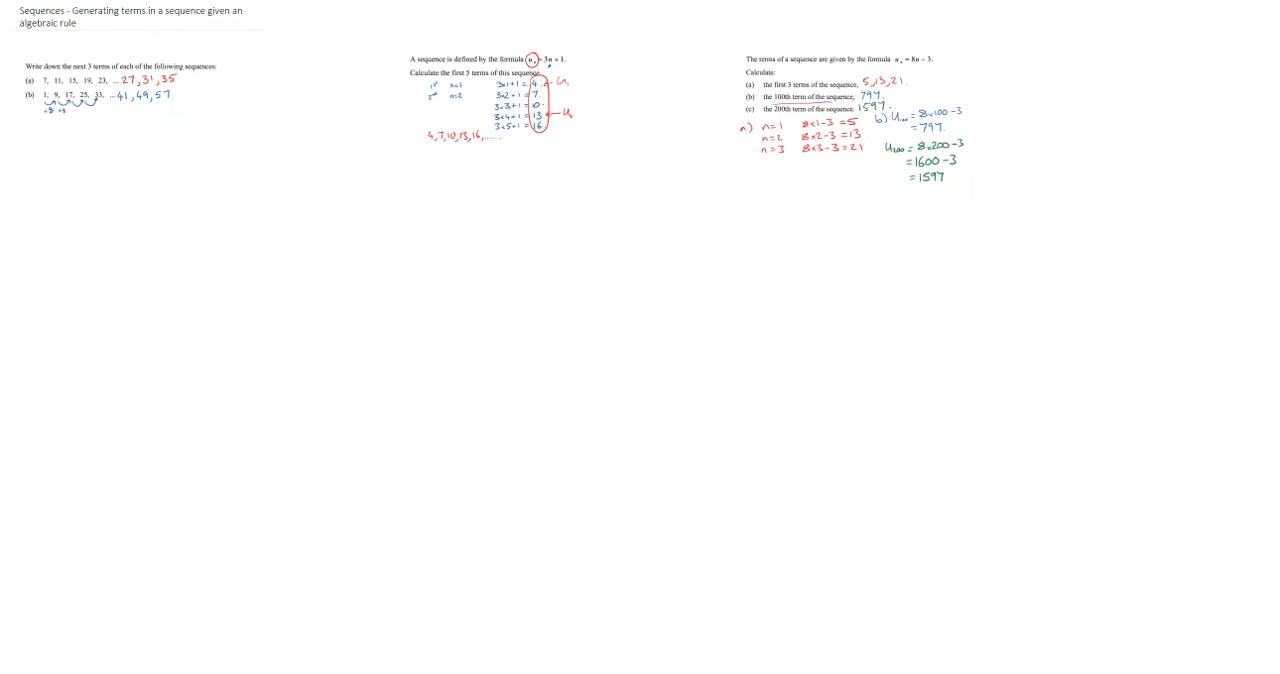 Sequences - Generating terms in a sequence given an
algebraic rule
Write down the next 3 terms of each of the following sequences:
(a) 7, 11, 15, 19, 23, ... 27, 31, 35
(b) 1, 9, 17, 25, 33, ... 41, 49, 57.
+8 +8
A sequence is defined by the formula uₙ = 3n + 1.
Calculate the first 5 terms of this sequence.
1st n=1 3×1+1 = 4. ← U₁
2nd n=2 3×2+1 = 7.
3×3+1 = 10.
3×4+1 = 13 ← U₄
3×5+1 = 16
4, 7, 10, 13, 16, ......
The terms of a sequence are given by the formula uₙ = 8n − 3.
Calculate:
(a) the first 3 terms of the sequence, 5, 13, 21.
(b) the 100th term of the sequence, 797.
(c) the 200th term of the sequence. 1597.
a) n=1 8×1−3 = 5
n=2 8×2−3 = 13
n=3 8×3−3 = 21
b) U₁₀₀ = 8×100−3
= 797.
U₂₀₀ = 8×200−3
= 1600−3
= 1597